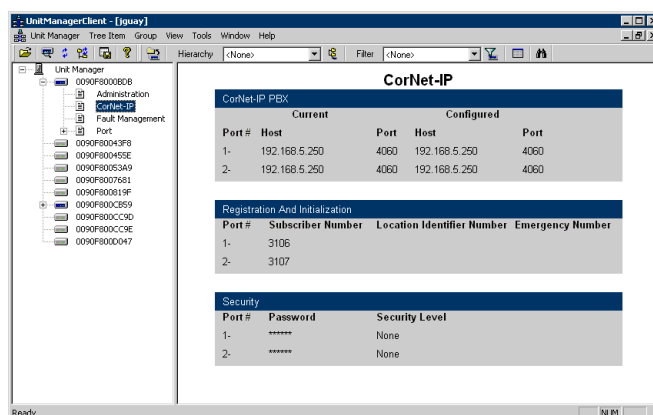 UnitManagerClient - [jguay]
Unit Manager Tree Item Group View Tools Window Help
Hierarchy <None> Filter <None>
Unit Manager
0090F8000BDB
Administration
CorNet-IP
Fault Management
Port
0090F80043F8
0090F800455E
0090F80053A9
0090F8007681
0090F800819F
0090F800CB59
0090F800CC9D
0090F800CC9E
0090F800D047
CorNet-IP
CorNet-IP PBX
Current Configured
Port # Host Port Host Port
1- 192.168.5.250 4060 192.168.5.250 4060
2- 192.168.5.250 4060 192.168.5.250 4060
Registration And Initialization
Port # Subscriber Number Location Identifier Number Emergency Number
1- 3106
2- 3107
Security
Port # Password Security Level
1- ****** None
2- ****** None
Ready NUM